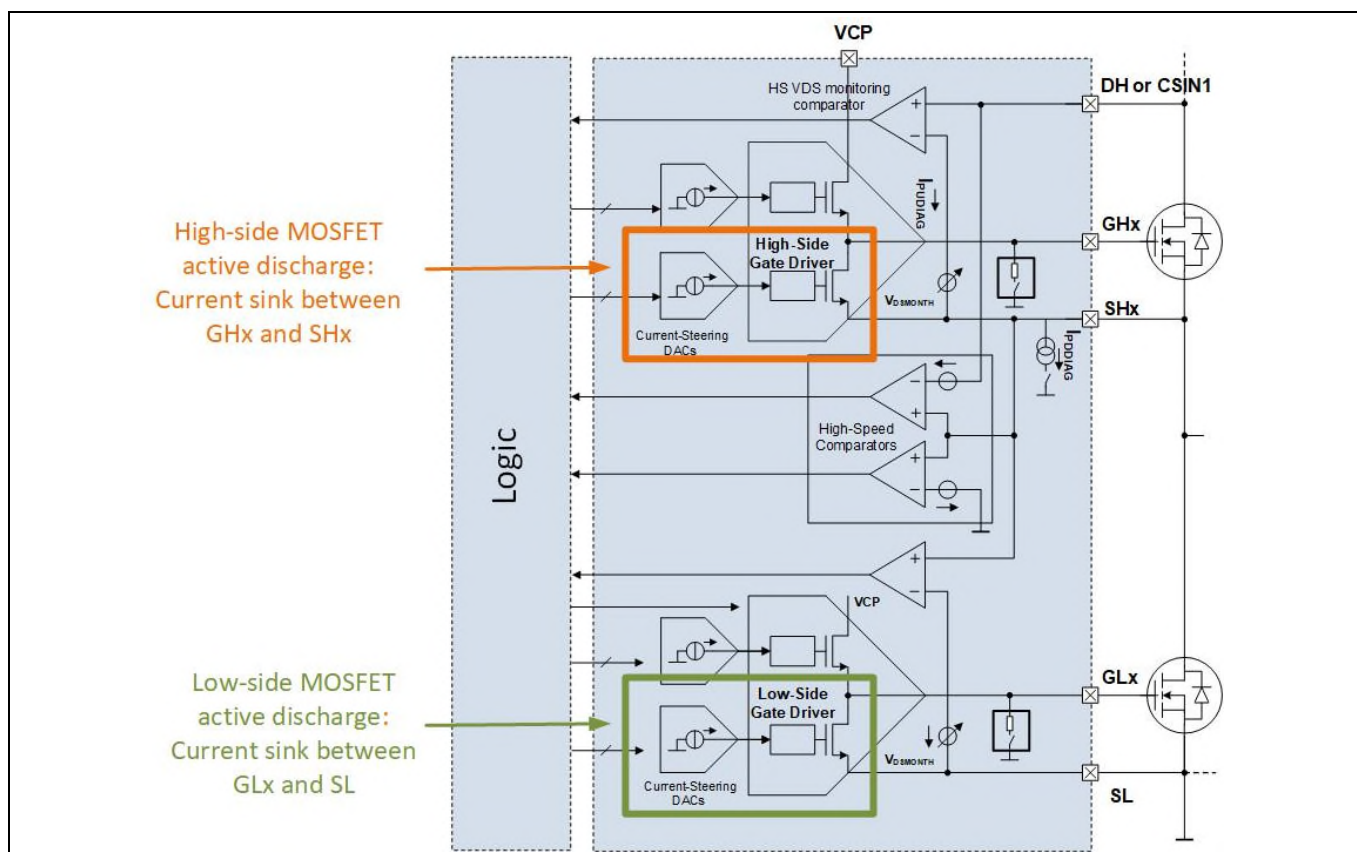 VCP
DH or CSIN1
HS VDS monitoring
comparator
+
−
IPUDIAG
High-side MOSFET
active discharge:
Current sink between
GHx and SHx
High-Side
Gate Driver
GHx
VDSMONTH
SHx
Current-Steering
DACs
IPDDIAG
−
+
High-Speed
Comparators
+
−
Logic
+
−
VCP
Low-side MOSFET
active discharge:
Current sink between
GLx and SL
Low-Side
Gate Driver
GLx
VDSMONTH
Current-Steering
DACs
SL